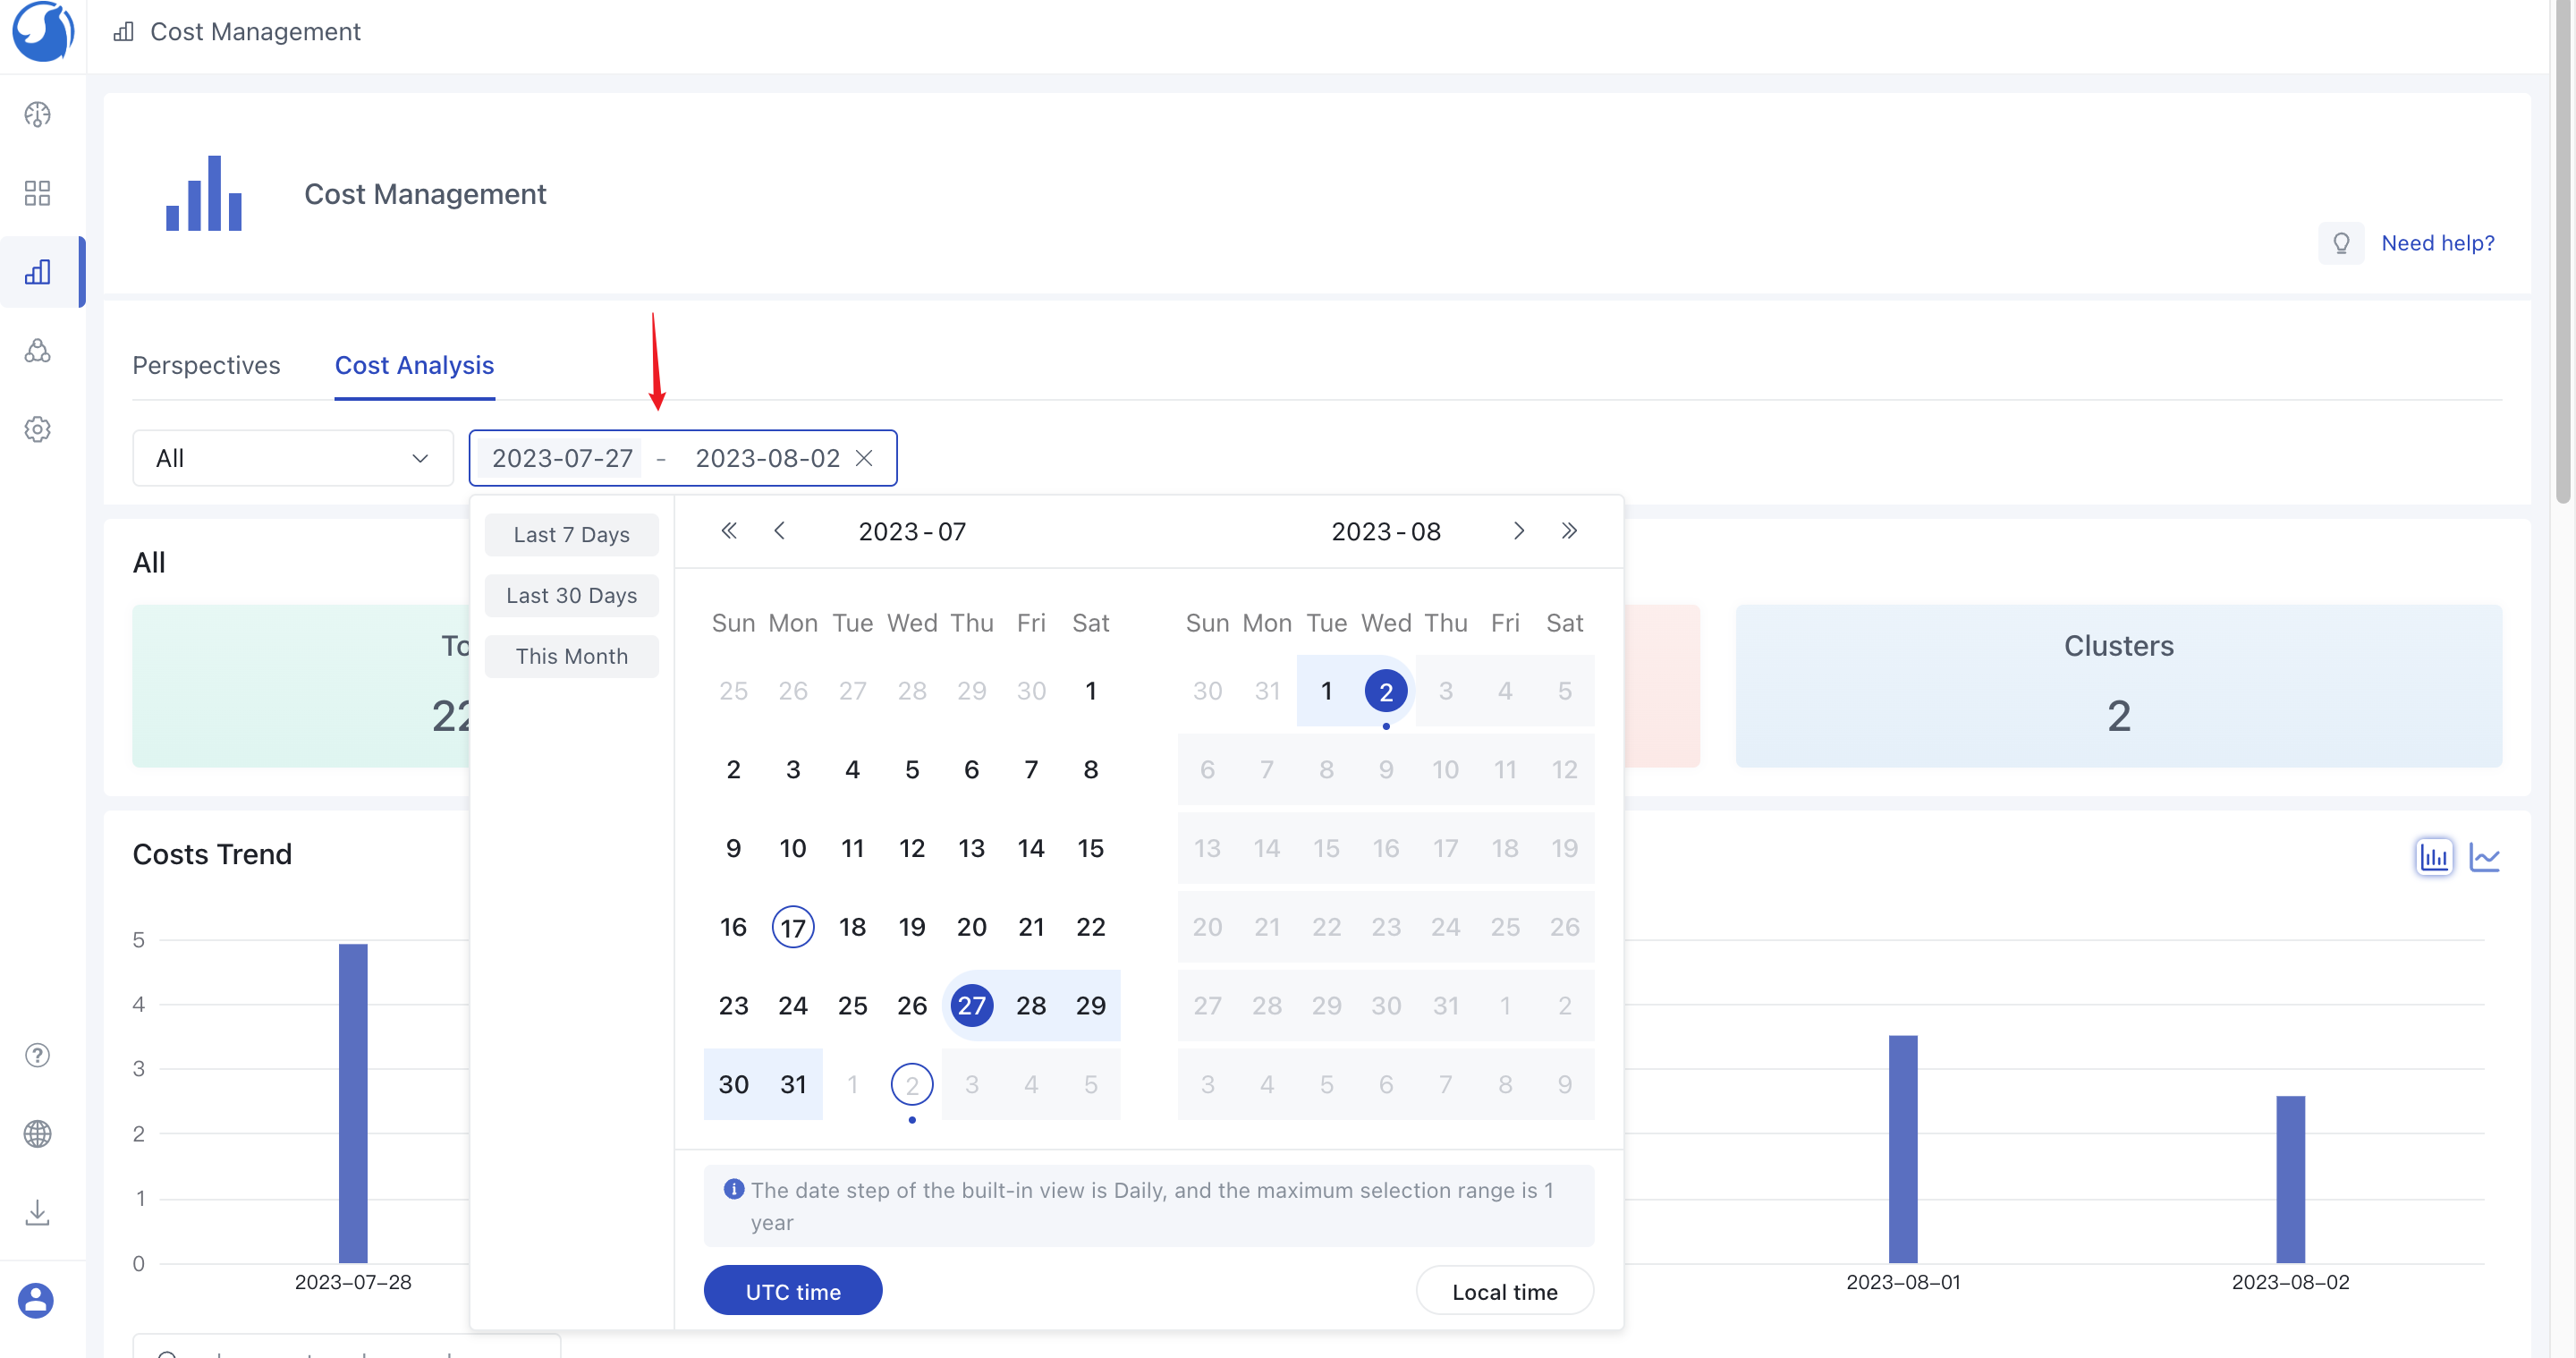 Cost Management
Cost Management
Need help?
Perspectives Cost Analysis
All 2023-07-27 - 2023-08-02
Last 7 Days
Last 30 Days
This Month
2023-07 2023-08
Sun Mon Tue Wed Thu Fri Sat Sun Mon Tue Wed Thu Fri Sat
25 26 27 28 29 30 1 30 31 1 2 3 4 5
2 3 4 5 6 7 8 6 7 8 9 10 11 12
9 10 11 12 13 14 15 13 14 15 16 17 18 19
16 17 18 19 20 21 22 20 21 22 23 24 25 26
23 24 25 26 27 28 29 27 28 29 30 31 1 2
30 31 1 2 3 4 5 3 4 5 6 7 8 9
The date step of the built-in view is Daily, and the maximum selection range is 1
year
UTC time Local time
All
Clusters
2
Costs Trend
5
4
3
2
1
0
2023-07-28 2023-08-01 2023-08-02